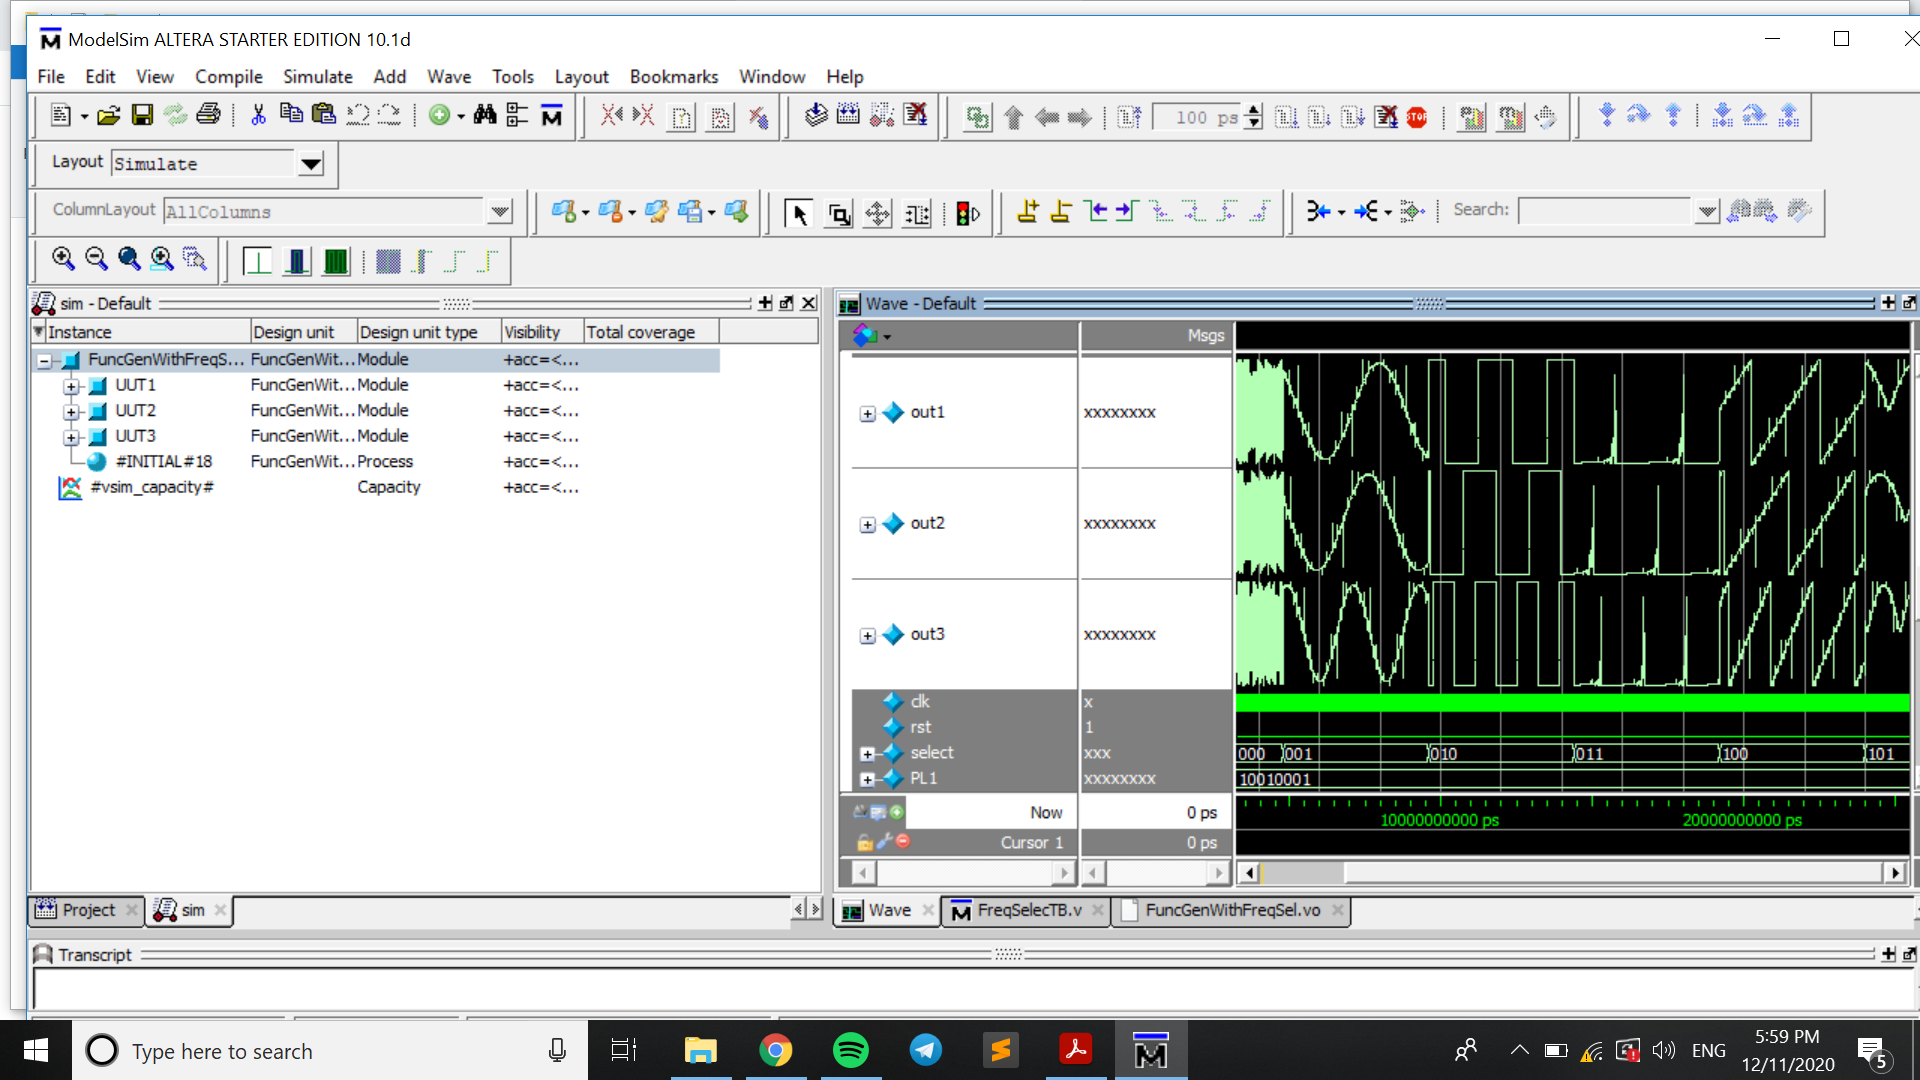 ModelSim ALTERA STARTER EDITION 10.1d
File Edit View Compile Simulate Add Wave Tools Layout Bookmarks Window Help
100 ps
STOP
Layout Simulate
ColumnLayout AllColumns
Search:
sim - Default
Instance Design unit Design unit type Visibility Total coverage
FuncGenWithFreqS... FuncGenWit... Module +acc=<...
UUT1 FuncGenWit... Module +acc=<...
UUT2 FuncGenWit... Module +acc=<...
UUT3 FuncGenWit... Module +acc=<...
#INITIAL#18 FuncGenWit... Process +acc=<...
#vsim_capacity# Capacity +acc=<...
Wave - Default
Msgs
out1 xxxxxxxx
out2 xxxxxxxx
out3 xxxxxxxx
clk x
rst 1
select xxx 000 001 010 011 100 101
PL1 xxxxxxxx 10010001
Now 0 ps
10000000000 ps 20000000000 ps
Cursor 1 0 ps
Project sim
Wave FreqSelecTB.v FuncGenWithFreqSel.vo
Transcript
Type here to search
ENG
5:59 PM
12/11/2020
5